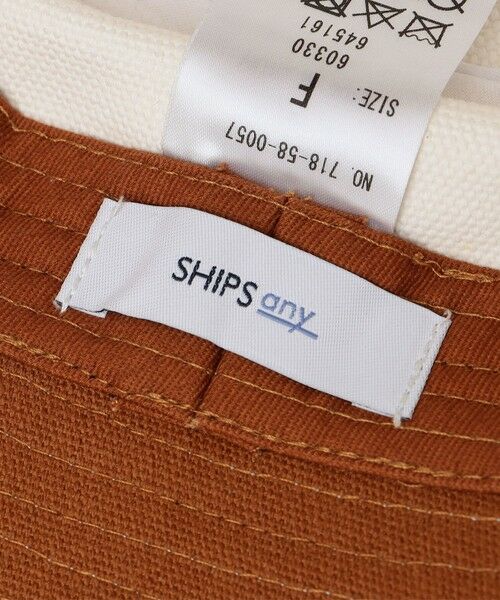 SHIPS any
NO. 718-58-0057
SIZE: F
60330
645161